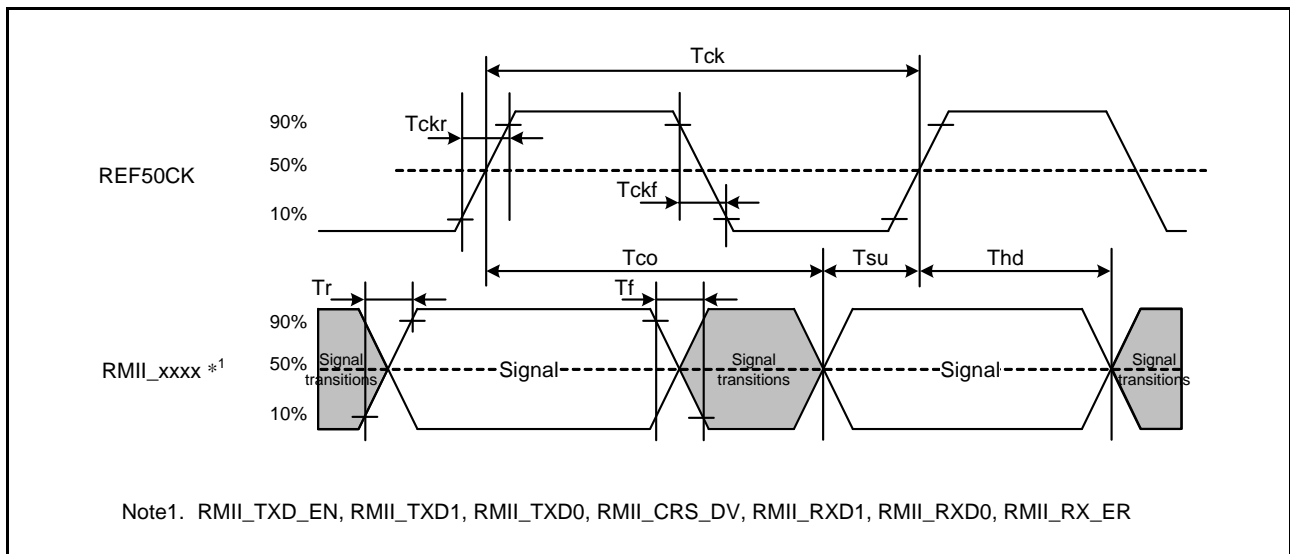 Tck
90%
Tckr
REF50CK
50%
Tckf
10%
Tco
Tsu
Thd
Tr
Tf
90%
RMII_xxxx *1
50%
Signal
transitions
Signal
Signal
transitions
Signal
Signal
transitions
10%
Note1. RMII_TXD_EN, RMII_TXD1, RMII_TXD0, RMII_CRS_DV, RMII_RXD1, RMII_RXD0, RMII_RX_ER